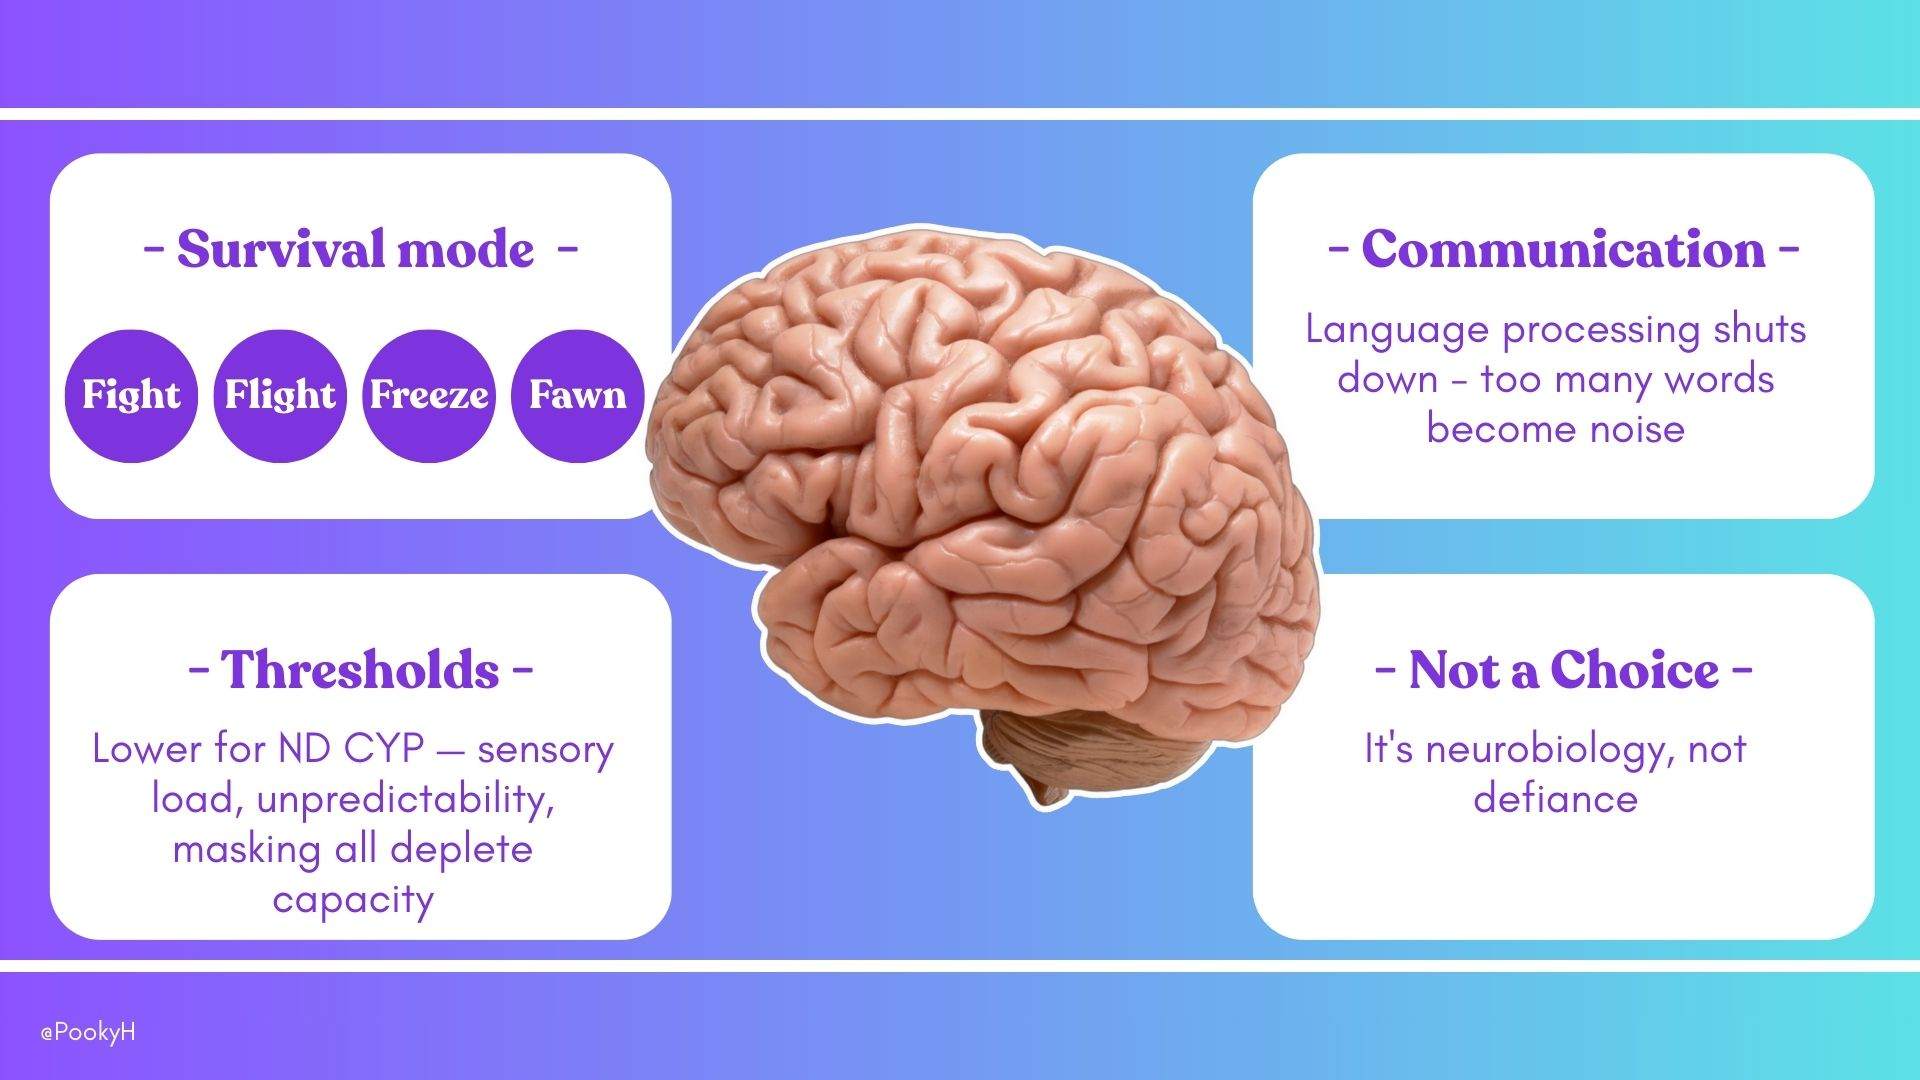 - Survival mode -
Fight
Flight
Freeze
Fawn
- Communication -
Language processing shuts
down - too many words
become noise
- Thresholds -
Lower for ND CYP — sensory
load, unpredictability,
masking all deplete
capacity
- Not a Choice -
It's neurobiology, not
defiance
@PookyH